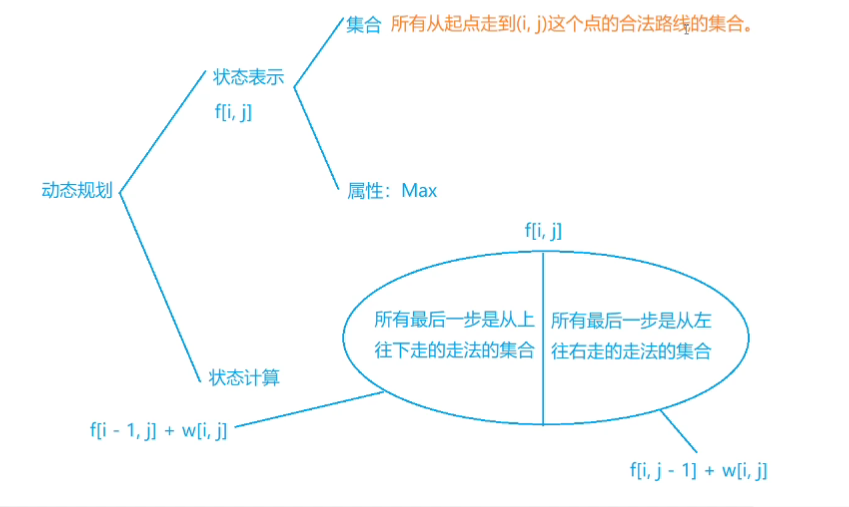 集合 所有从起点走到(i, j)这个点的合法路线的集合。
状态表示
f[i, j]
动态规划
属性：Max
f[i, j]
所有最后一步是从上
往下走的走法的集合
所有最后一步是从左
往右走的走法的集合
状态计算
f[i - 1, j] + w[i, j]
f[i, j - 1] + w[i, j]